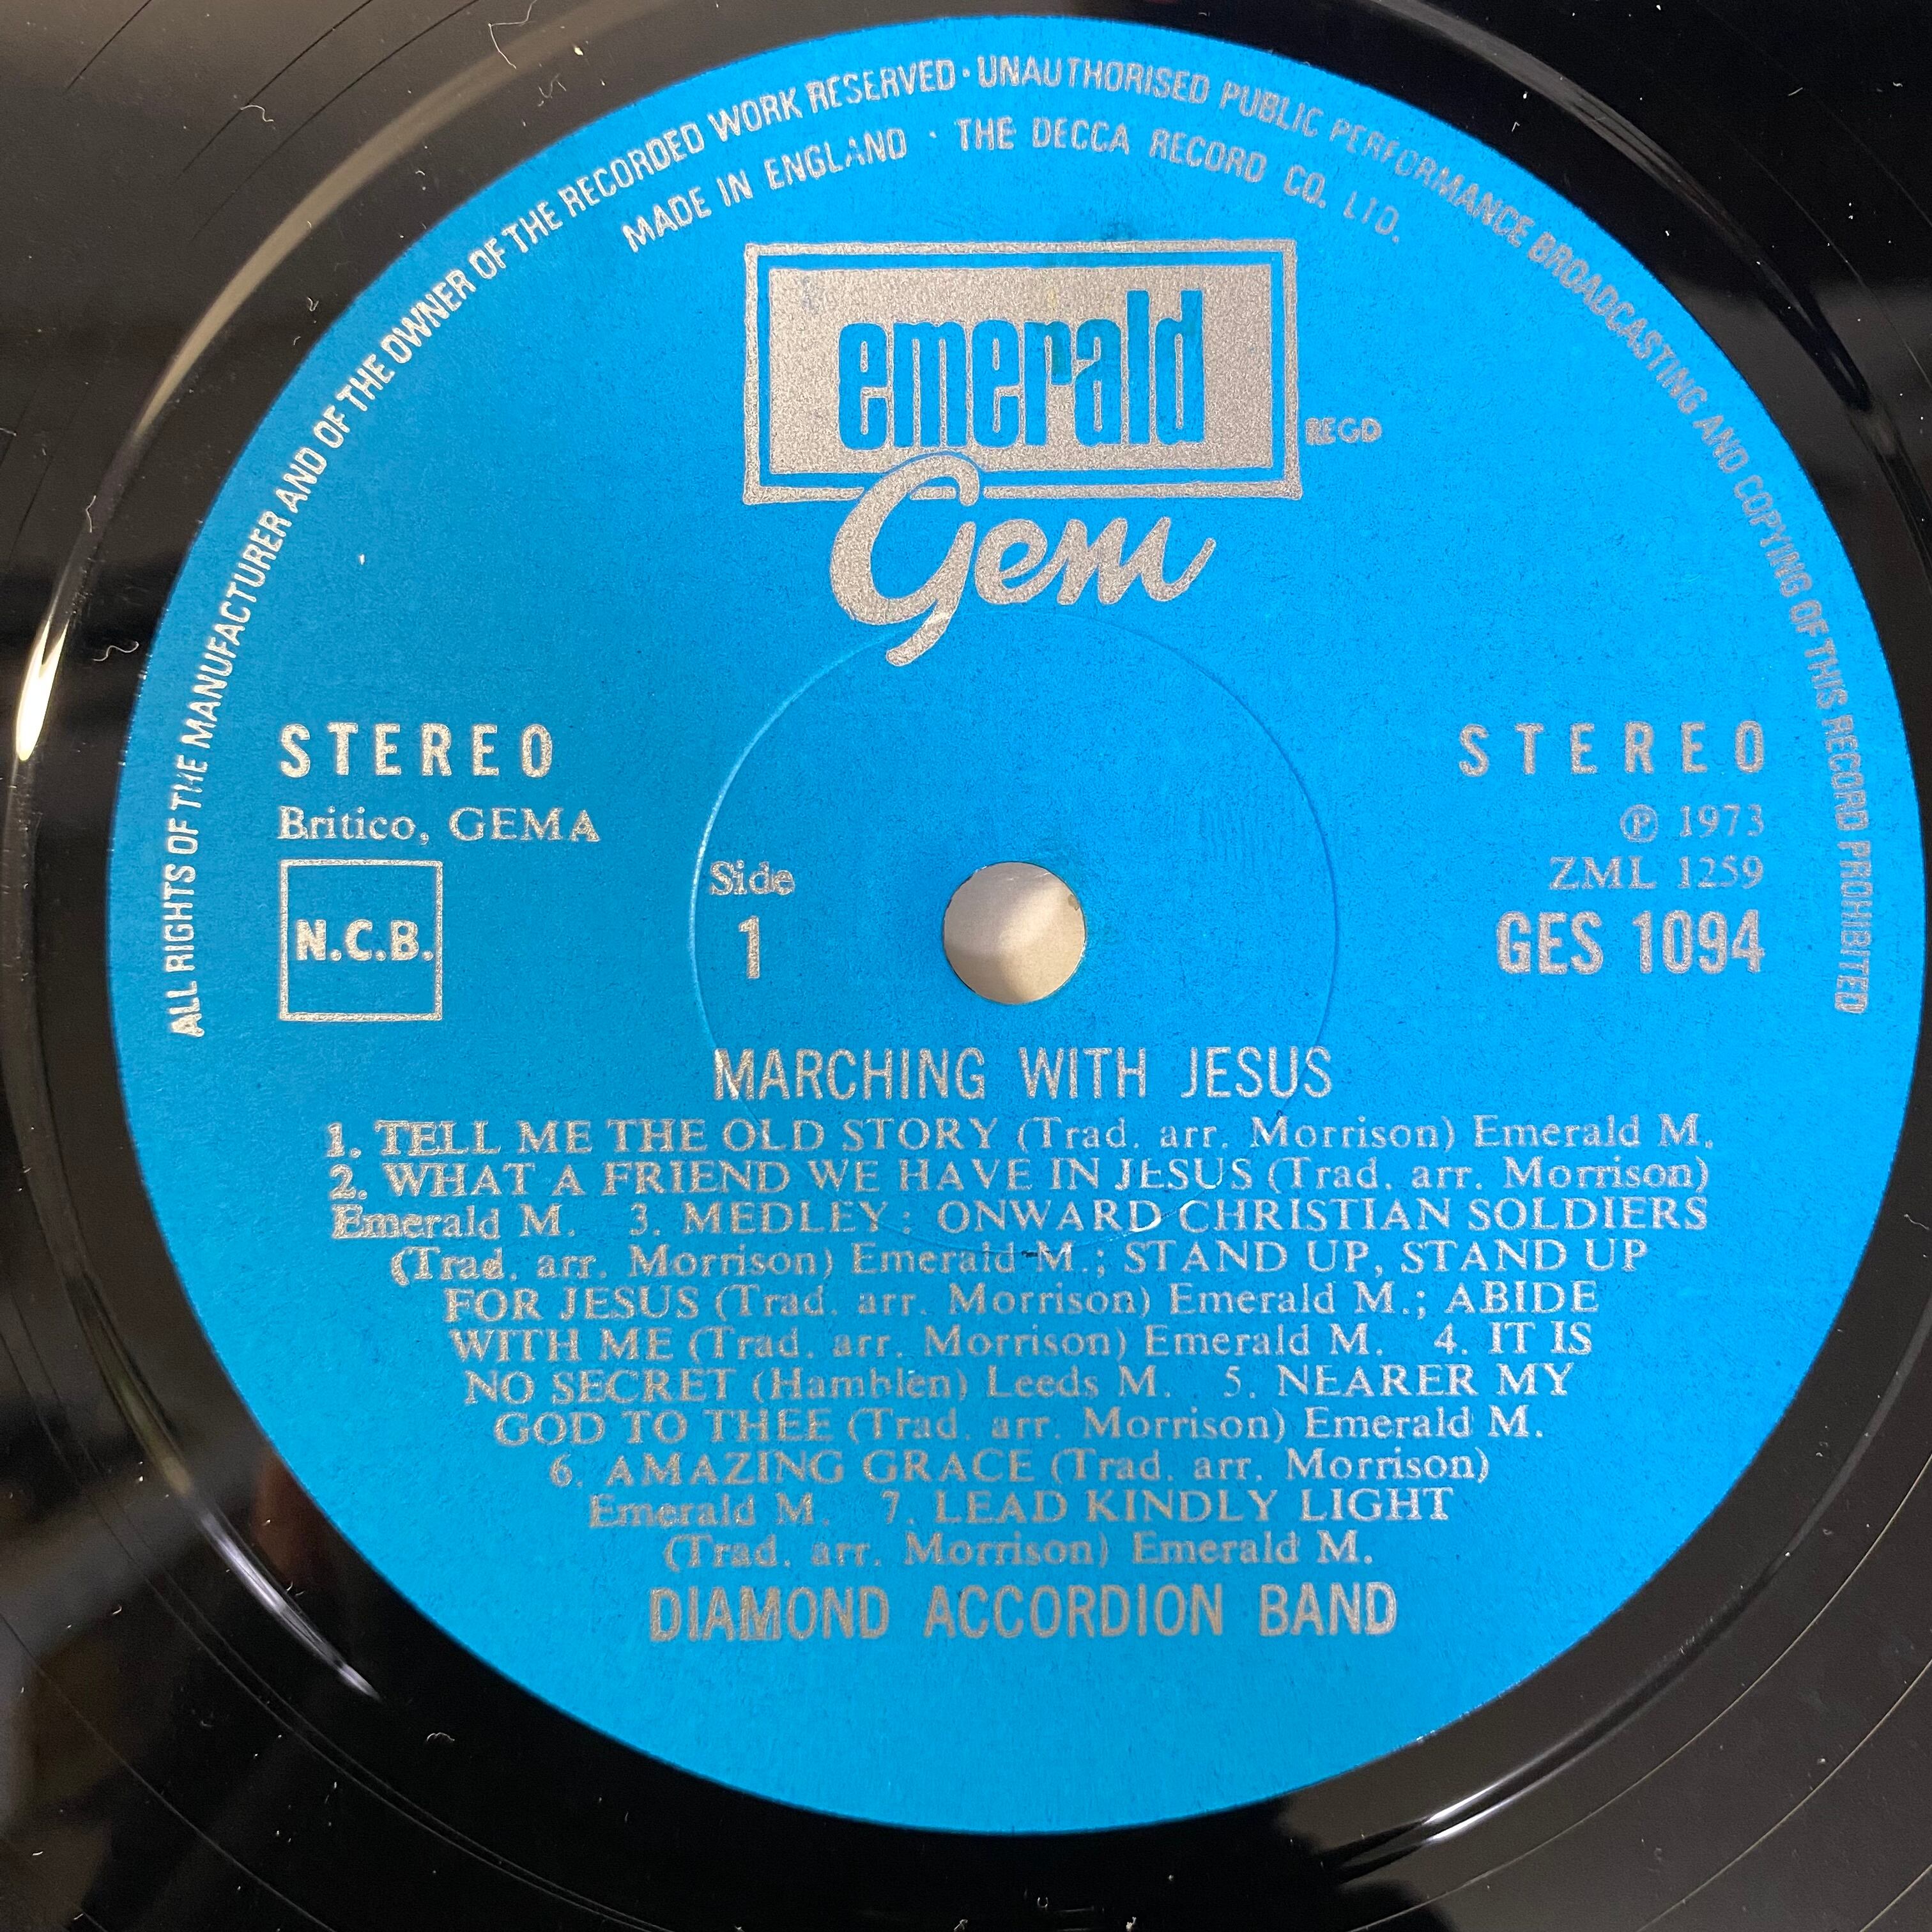 ALL RIGHTS OF THE MANUFACTURER AND OF THE OWNER OF THE RECORDED WORK RESERVED · UNAUTHORISED PUBLIC PERFORMANCE BROADCASTING AND COPYING OF THIS RECORD PROHIBITED
MADE IN ENGLAND · THE DECCA RECORD CO. LTD.
emerald
REGD
Gem
STEREO
Britico, GEMA
N.C.B.
Side
1
STEREO
℗ 1973
ZML 1259
GES 1094
MARCHING WITH JESUS
1. TELL ME THE OLD STORY (Trad. arr. Morrison) Emerald M.
2. WHAT A FRIEND WE HAVE IN JESUS (Trad. arr. Morrison)
Emerald M. 3. MEDLEY: ONWARD CHRISTIAN SOLDIERS
(Trad. arr. Morrison) Emerald M.; STAND UP, STAND UP
FOR JESUS (Trad. arr. Morrison) Emerald M.; ABIDE
WITH ME (Trad. arr. Morrison) Emerald M. 4. IT IS
NO SECRET (Hamblen) Leeds M. 5. NEARER MY
GOD TO THEE (Trad. arr. Morrison) Emerald M.
6. AMAZING GRACE (Trad. arr. Morrison)
Emerald M. 7. LEAD KINDLY LIGHT
(Trad. arr. Morrison) Emerald M.
DIAMOND ACCORDION BAND